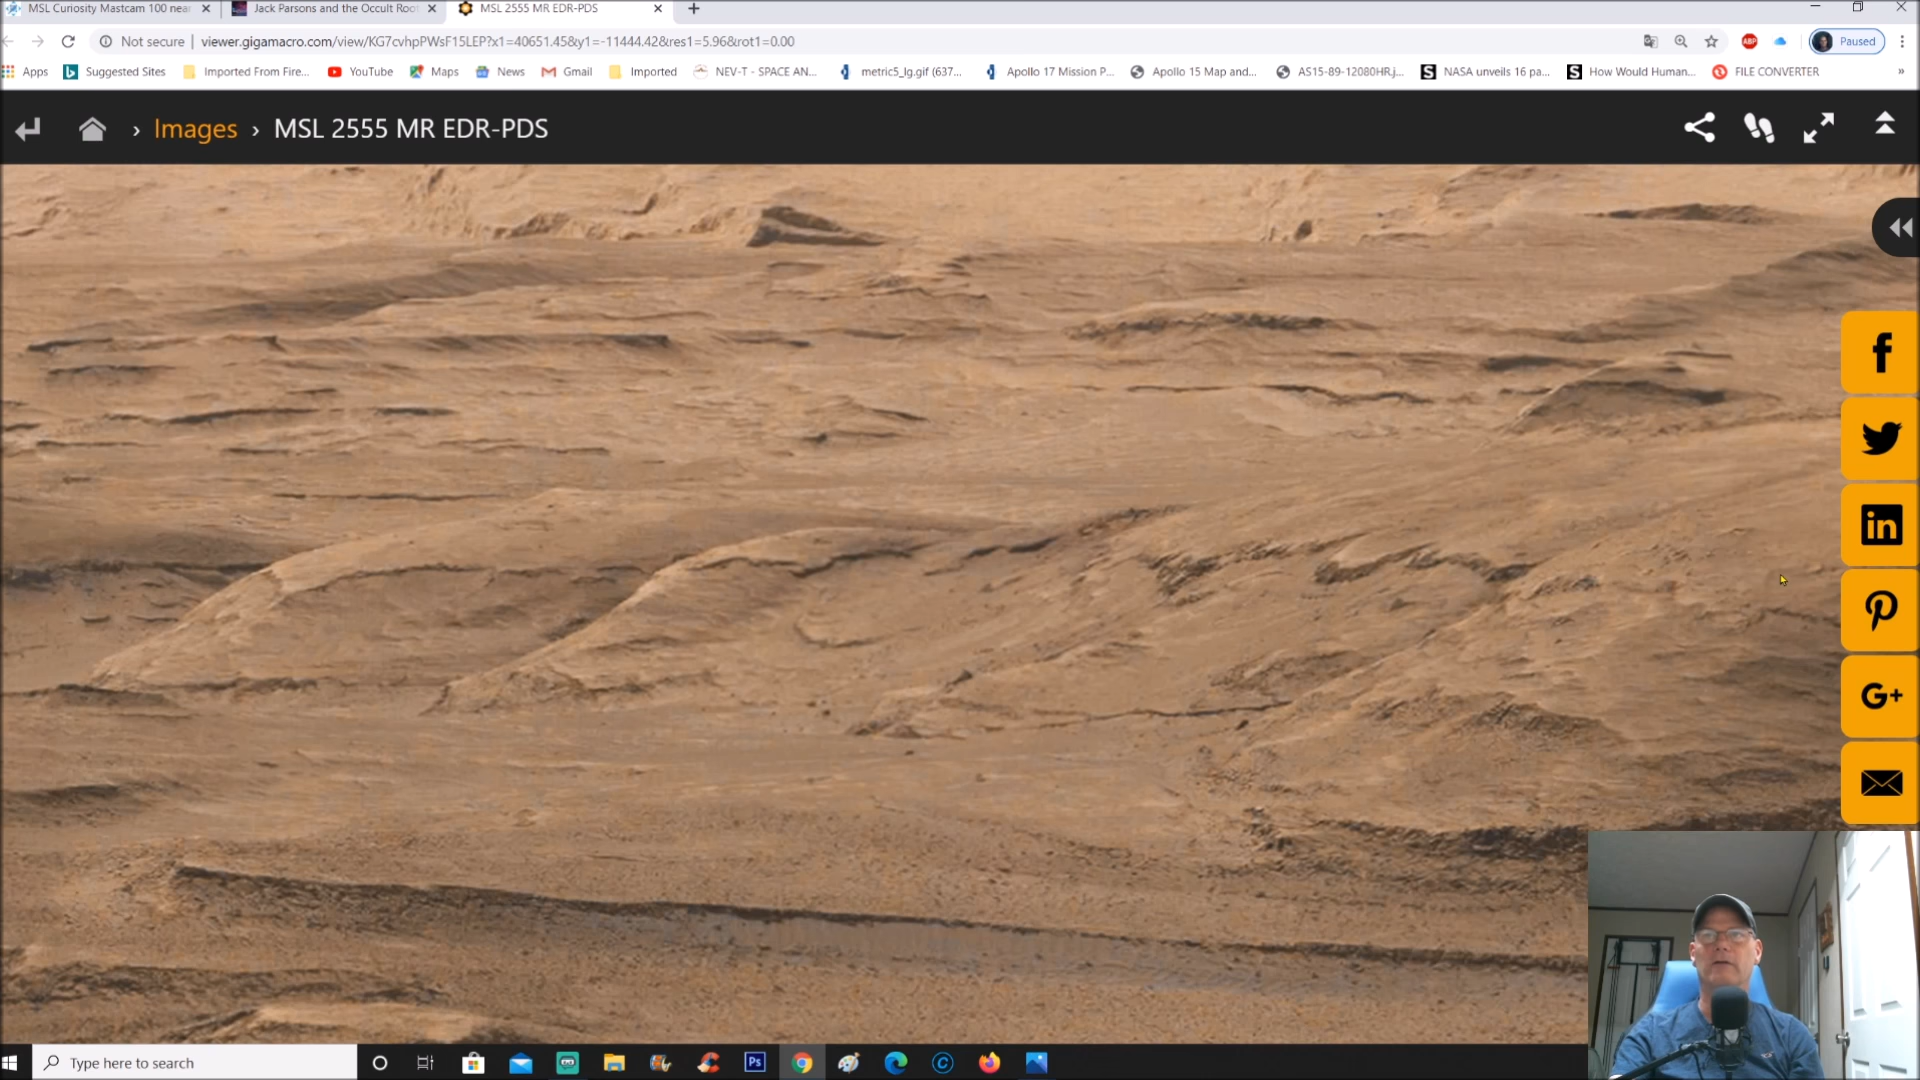 MSL Curiosity Mastcam 100 near
Jack Parsons and the Occult Root
MSL 2555 MR EDR-PDS
Not secure
viewer.gigamacro.com/view/KG7cvhpPWsF15LEP?x1=40651.45&y1=-11444.42&res1=5.96&rot1=0.00
ABP
Paused
Apps
Suggested Sites
Imported From Fire...
YouTube
Maps
News
Gmail
Imported
NEV-T - SPACE AN...
metric5_lg.gif (637...
Apollo 17 Mission P...
Apollo 15 Map and...
AS15-89-12080HR.j...
NASA unveils 16 pa...
How Would Human...
FILE CONVERTER
Images
MSL 2555 MR EDR-PDS
f
in
G+
Type here to search
Ps